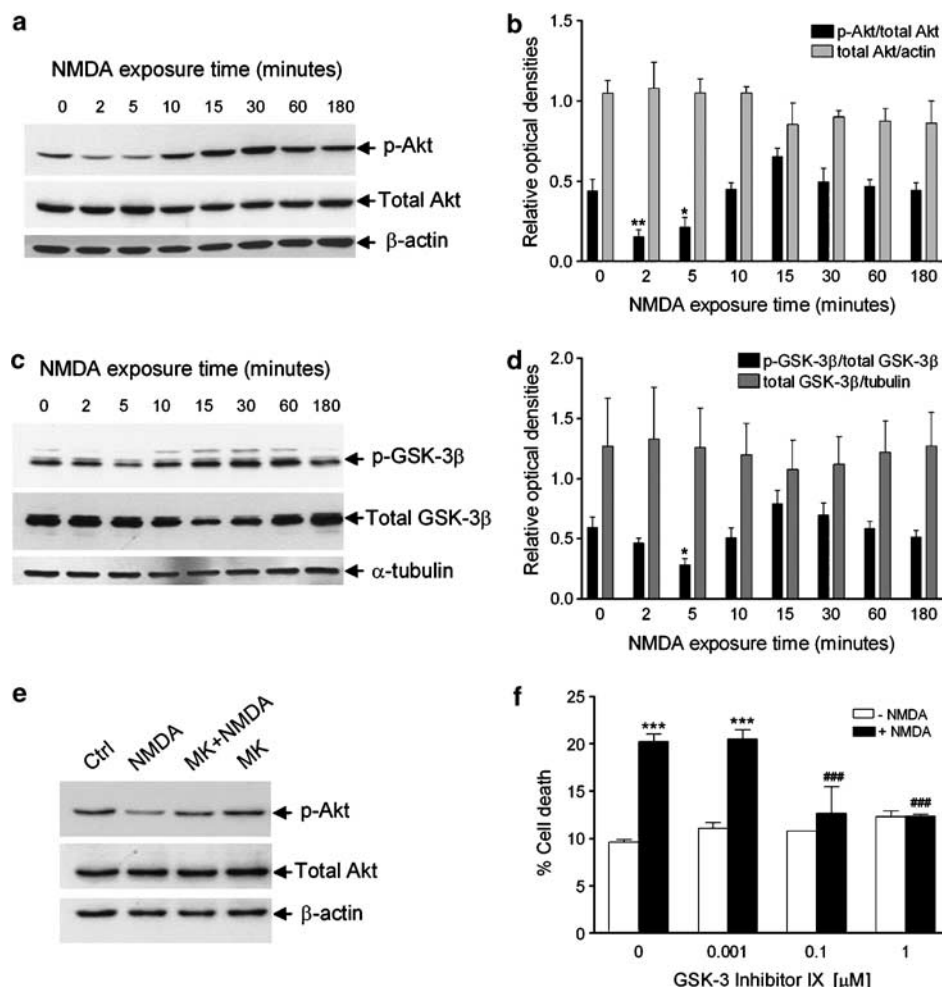 a
NMDA exposure time (minutes)
0 2 5 10 15 30 60 180
p-Akt
Total Akt
β-actin
b
Relative optical densities
1.5
1.0
0.5
0.0
p-Akt/total Akt
total Akt/actin
** *
0 2 5 10 15 30 60 180
NMDA exposure time (minutes)
c
NMDA exposure time (minutes)
0 2 5 10 15 30 60 180
p-GSK-3β
Total GSK-3β
α-tubulin
d
Relative optical densities
2.0
1.5
1.0
0.5
0.0
p-GSK-3β/total GSK-3β
total GSK-3β/tubulin
*
0 2 5 10 15 30 60 180
NMDA exposure time (minutes)
e
Ctrl NMDA MK+NMDA MK
p-Akt
Total Akt
β-actin
f
% Cell death
25
20
15
10
5
0
- NMDA
+ NMDA
*** *** ### ###
0 0.001 0.1 1
GSK-3 Inhibitor IX [μM]